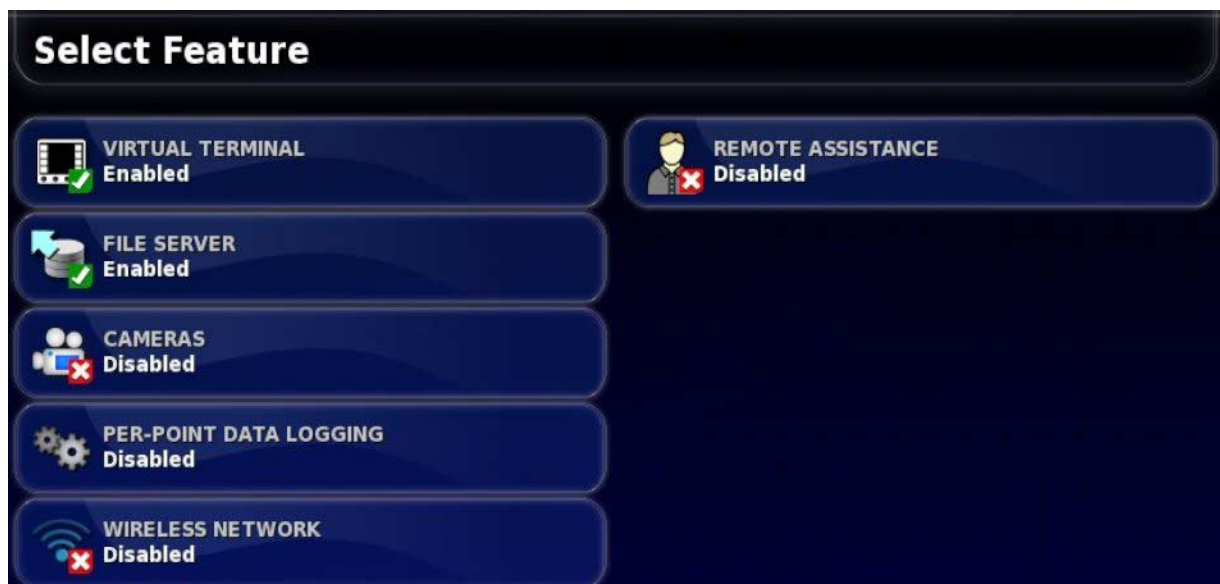 Select Feature
VIRTUAL TERMINAL
Enabled
FILE SERVER
Enabled
CAMERAS
Disabled
PER-POINT DATA LOGGING
Disabled
WIRELESS NETWORK
Disabled
REMOTE ASSISTANCE
Disabled